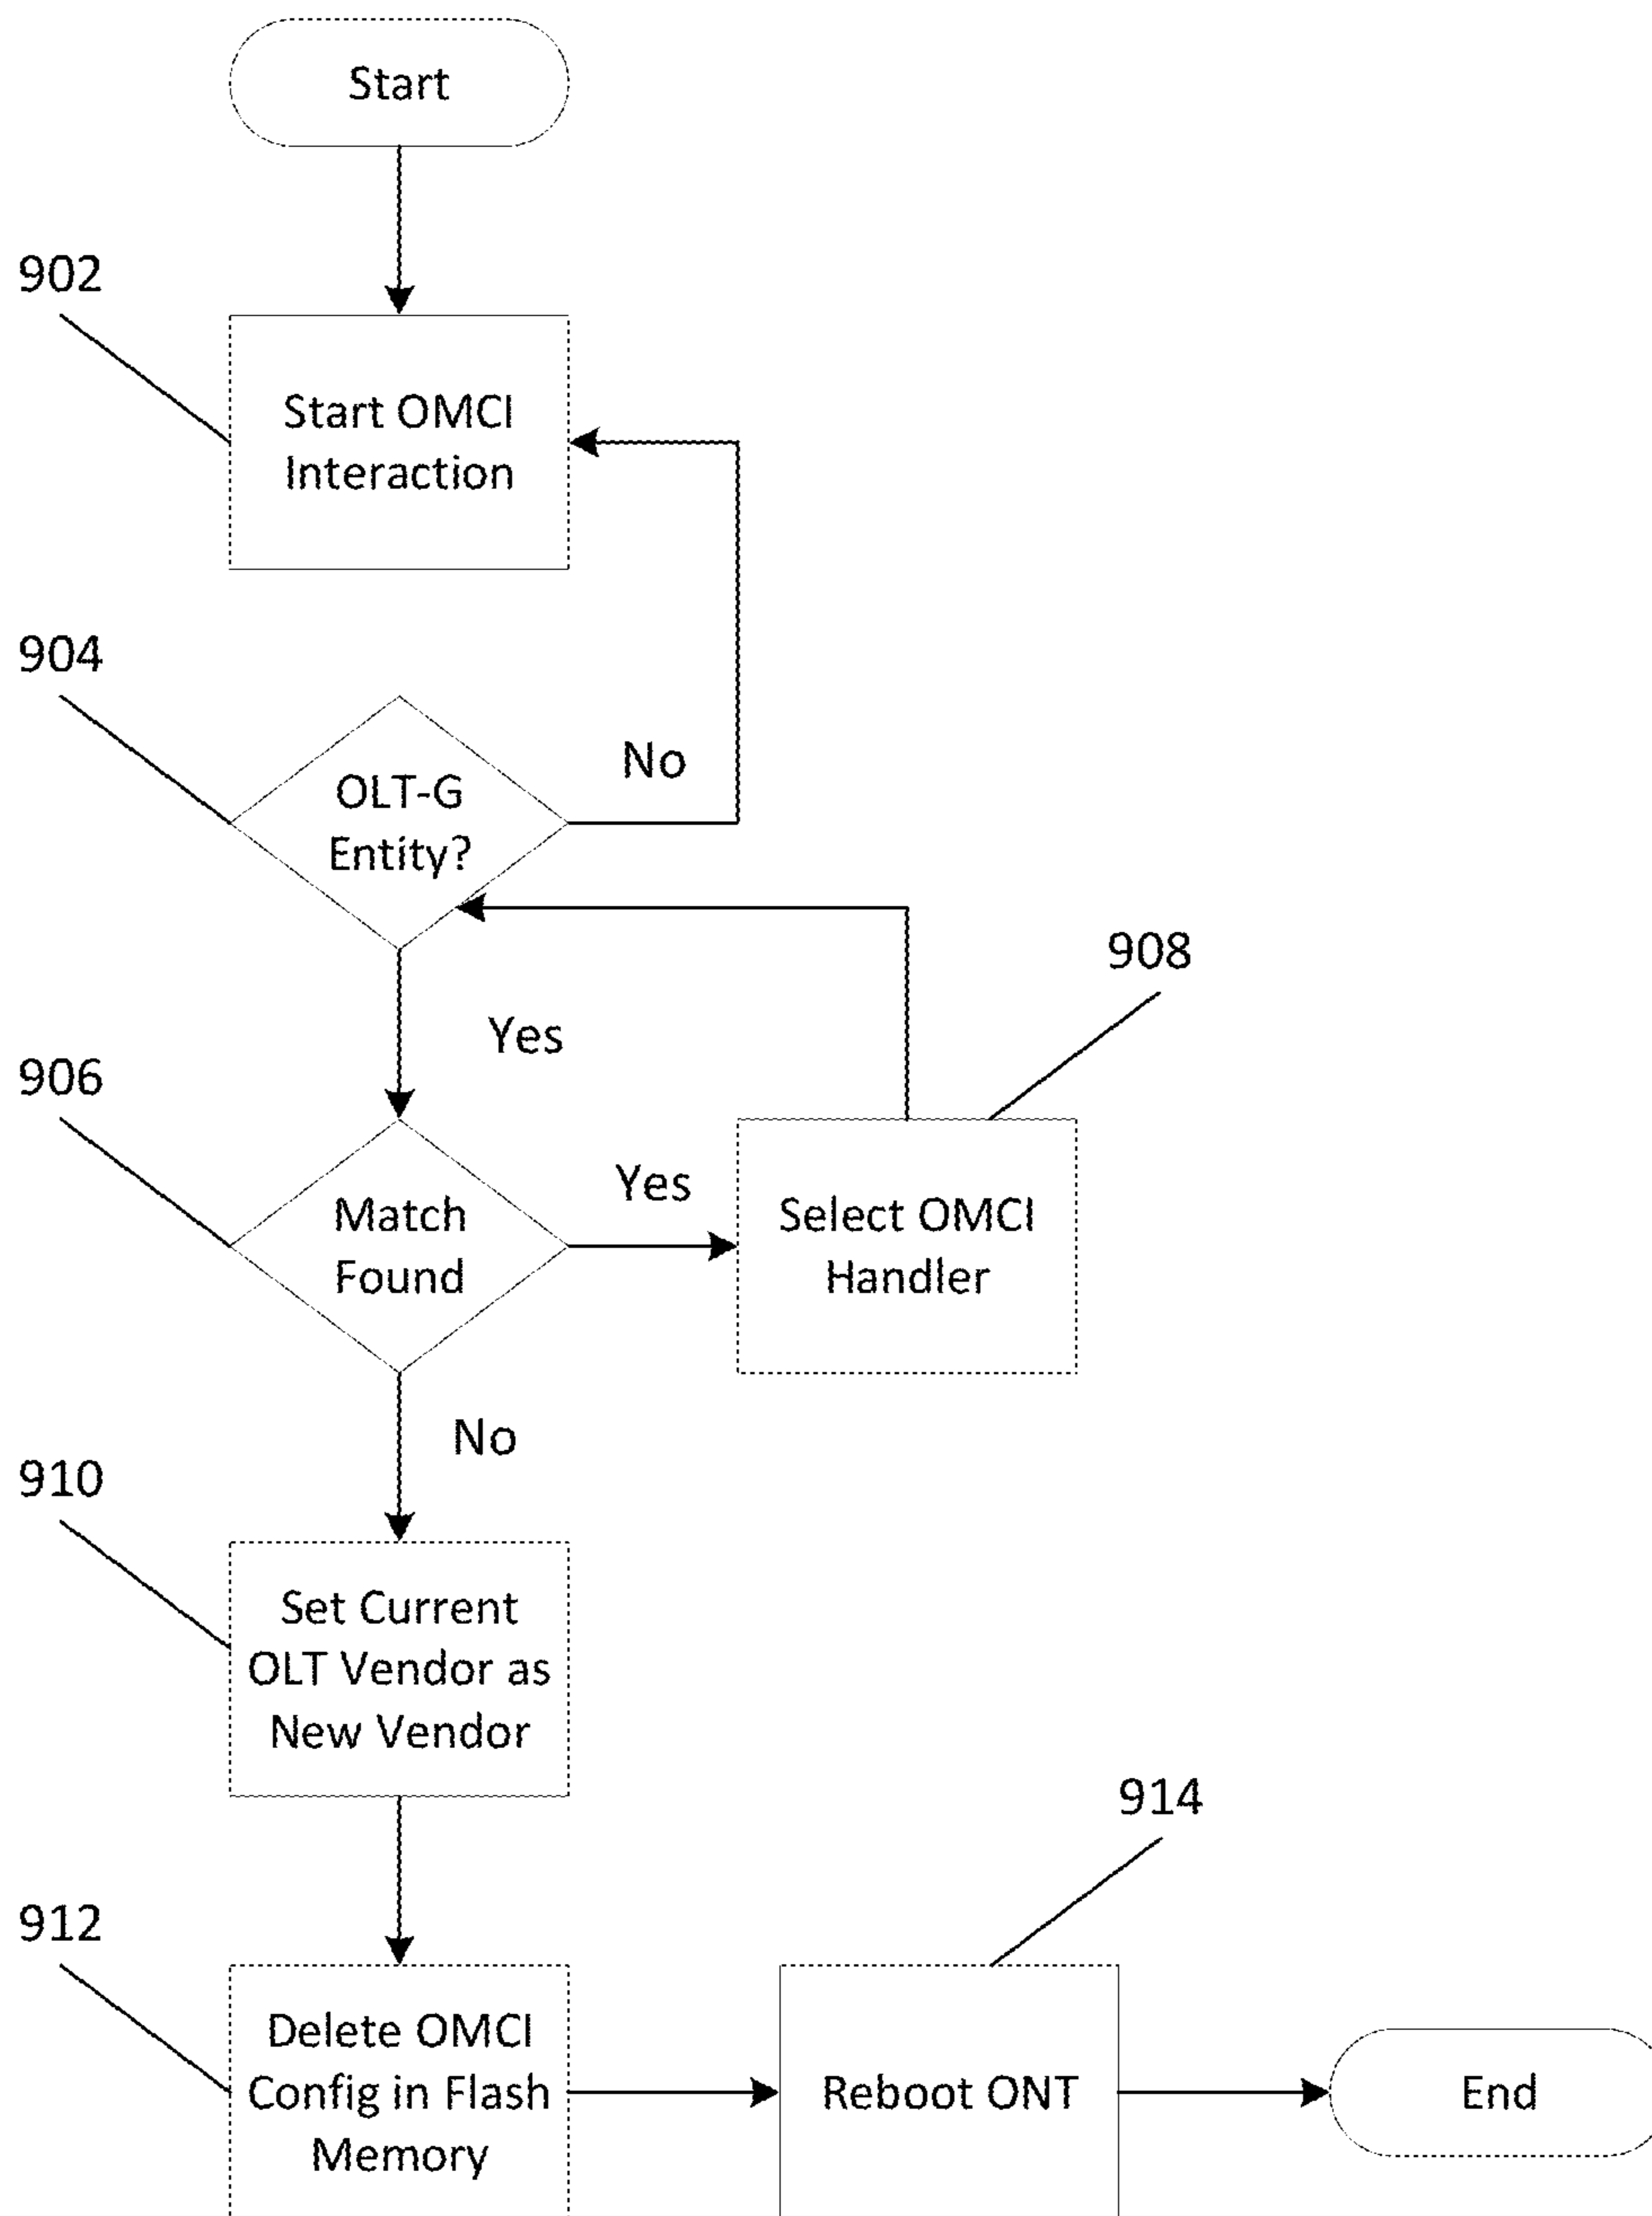 Start
902
Start OMCI
Interaction
904
OLT-G
Entity?
No
908
Yes
906
Match
Found
Yes
Select OMCI
Handler
No
910
Set Current
OLT Vendor as
New Vendor
914
912
Delete OMCI
Config in Flash
Memory
Reboot ONT
End